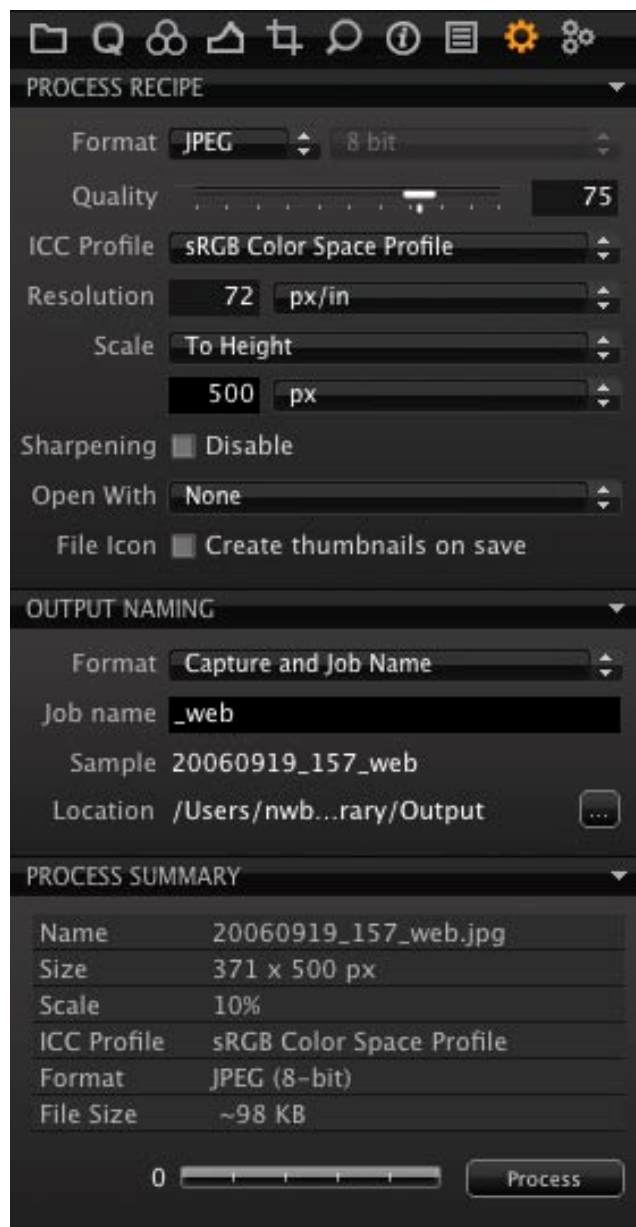 PROCESS RECIPE
Format JPEG 8 bit
Quality 75
ICC Profile sRGB Color Space Profile
Resolution 72 px/in
Scale To Height
500 px
Sharpening Disable
Open With None
File Icon Create thumbnails on save
OUTPUT NAMING
Format Capture and Job Name
Job name _web
Sample 20060919_157_web
Location /Users/nwb...rary/Output ...
PROCESS SUMMARY
Name 20060919_157_web.jpg
Size 371 x 500 px
Scale 10%
ICC Profile sRGB Color Space Profile
Format JPEG (8-bit)
File Size ~98 KB
0 Process